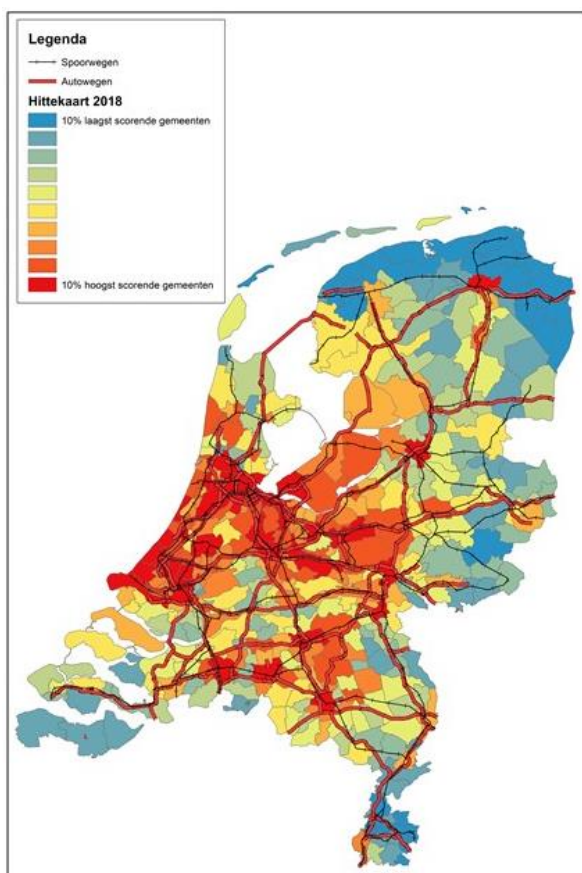 Legenda
Spoorwegen
Autowegen
Hittekaart 2018
10% laagst scorende gemeenten
10% hoogst scorende gemeenten